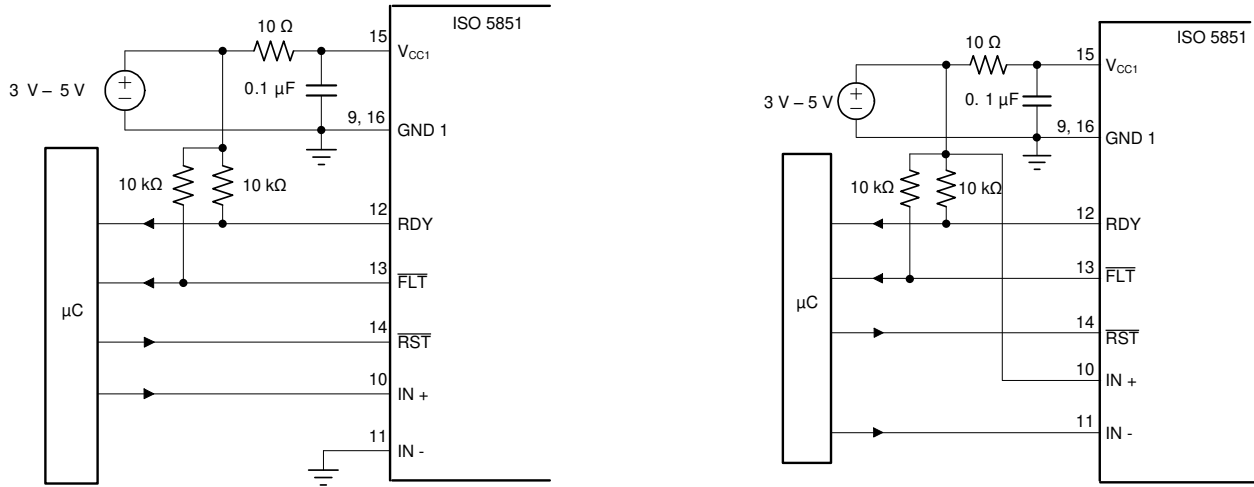 ISO 5851
10 Ω
15
VCC1
3 V – 5 V
0.1 µF
9, 16
GND 1
10 kΩ
10 kΩ
12
RDY
13
FLT
µC
14
RST
10
IN +
11
IN -
ISO 5851
10 Ω
15
VCC1
3 V – 5 V
0. 1 µF
9, 16
GND 1
10 kΩ
10 kΩ
12
RDY
13
FLT
µC
14
RST
10
IN +
11
IN -